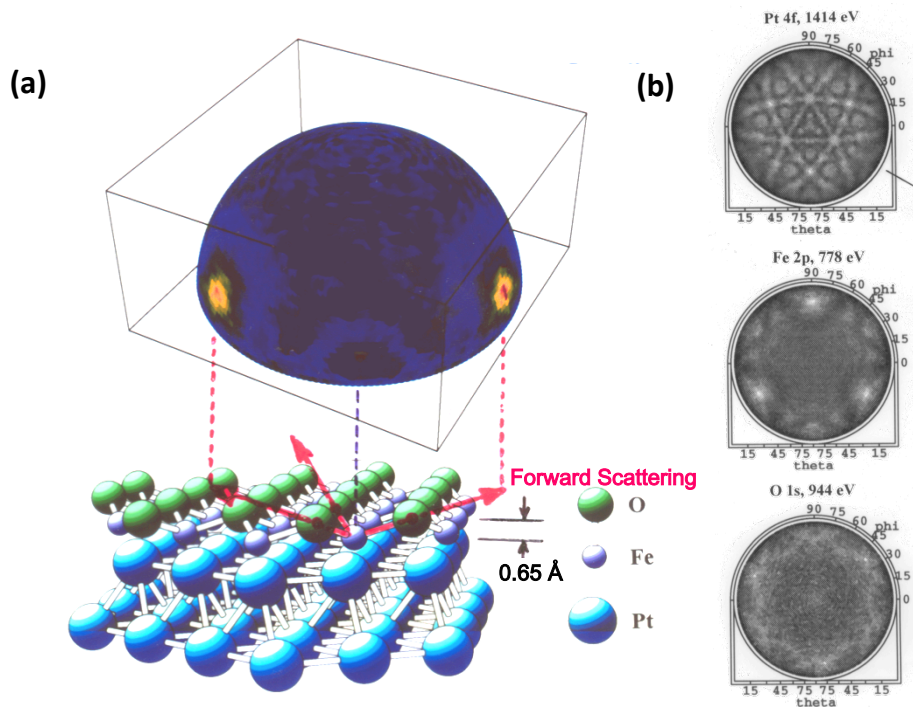 (a)
Forward Scattering
O
Fe
0.65 Å
Pt
(b)
Pt 4f, 1414 eV
90 75 60 phi
45
30
15
0
15 45 75 75 45 15
theta
Fe 2p, 778 eV
90 75 60 phi
45
30
15
0
15 45 75 75 45 15
theta
O 1s, 944 eV
90 75 60 phi
45
30
15
0
15 45 75 75 45 15
theta